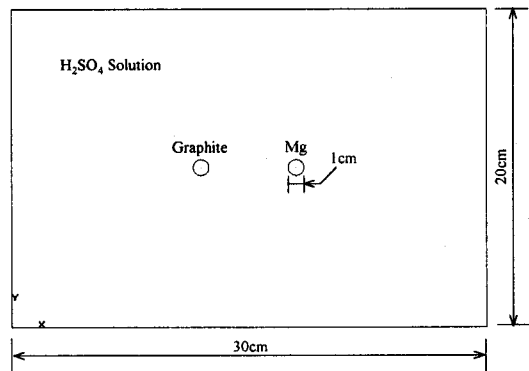 H₂SO₄ Solution
Graphite
Mg
1cm
20cm
Y
X
30cm